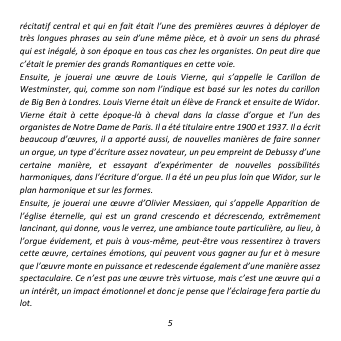 récitatif central et qui en fait était l'une des premières œuvres à déployer de
très longues phrases au sein d'une même pièce, et à avoir un sens du phrasé
qui est inégalé, à son époque en tous cas chez les organistes. On peut dire que
c'était le premier des grands Romantiques en cette voie.
Ensuite, je jouerai une œuvre de Louis Vierne, qui s'appelle le Carillon de
Westminster, qui, comme son nom l'indique est basé sur les notes du carillon
de Big Ben à Londres. Louis Vierne était un élève de Franck et ensuite de Widor.
Vierne était à cette époque-là à cheval dans la classe d'orgue et l'un des
organistes de Notre Dame de Paris. Il a été titulaire entre 1900 et 1937. Il a écrit
beaucoup d'œuvres, il a apporté aussi, de nouvelles manières de faire sonner
un orgue, un type d'écriture assez novateur, un peu empreint de Debussy d'une
certaine manière, et essayant d'expérimenter de nouvelles possibilités
harmoniques, dans l'écriture d'orgue. Il a été un peu plus loin que Widor, sur le
plan harmonique et sur les formes.
Ensuite, je jouerai une œuvre d'Olivier Messiaen, qui s'appelle Apparition de
l'église éternelle, qui est un grand crescendo et décrescendo, extrêmement
lancinant, qui donne, vous le verrez, une ambiance toute particulière, au lieu, à
l'orgue évidement, et puis à vous-même, peut-être vous ressentirez à travers
cette œuvre, certaines émotions, qui peuvent vous gagner au fur et à mesure
que l'œuvre monte en puissance et redescende également d'une manière assez
spectaculaire. Ce n'est pas une œuvre très virtuose, mais c'est une œuvre qui a
un intérêt, un impact émotionnel et donc je pense que l'éclairage fera partie du
lot.
5